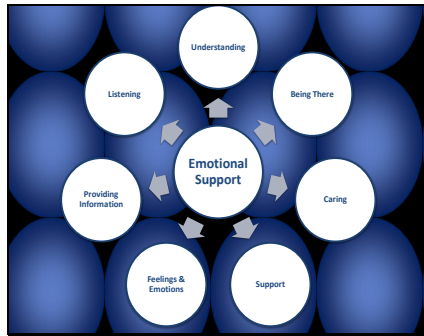 Understanding
Listening
Being There
Emotional
Support
Providing
Information
Caring
Feelings &
Emotions
Support